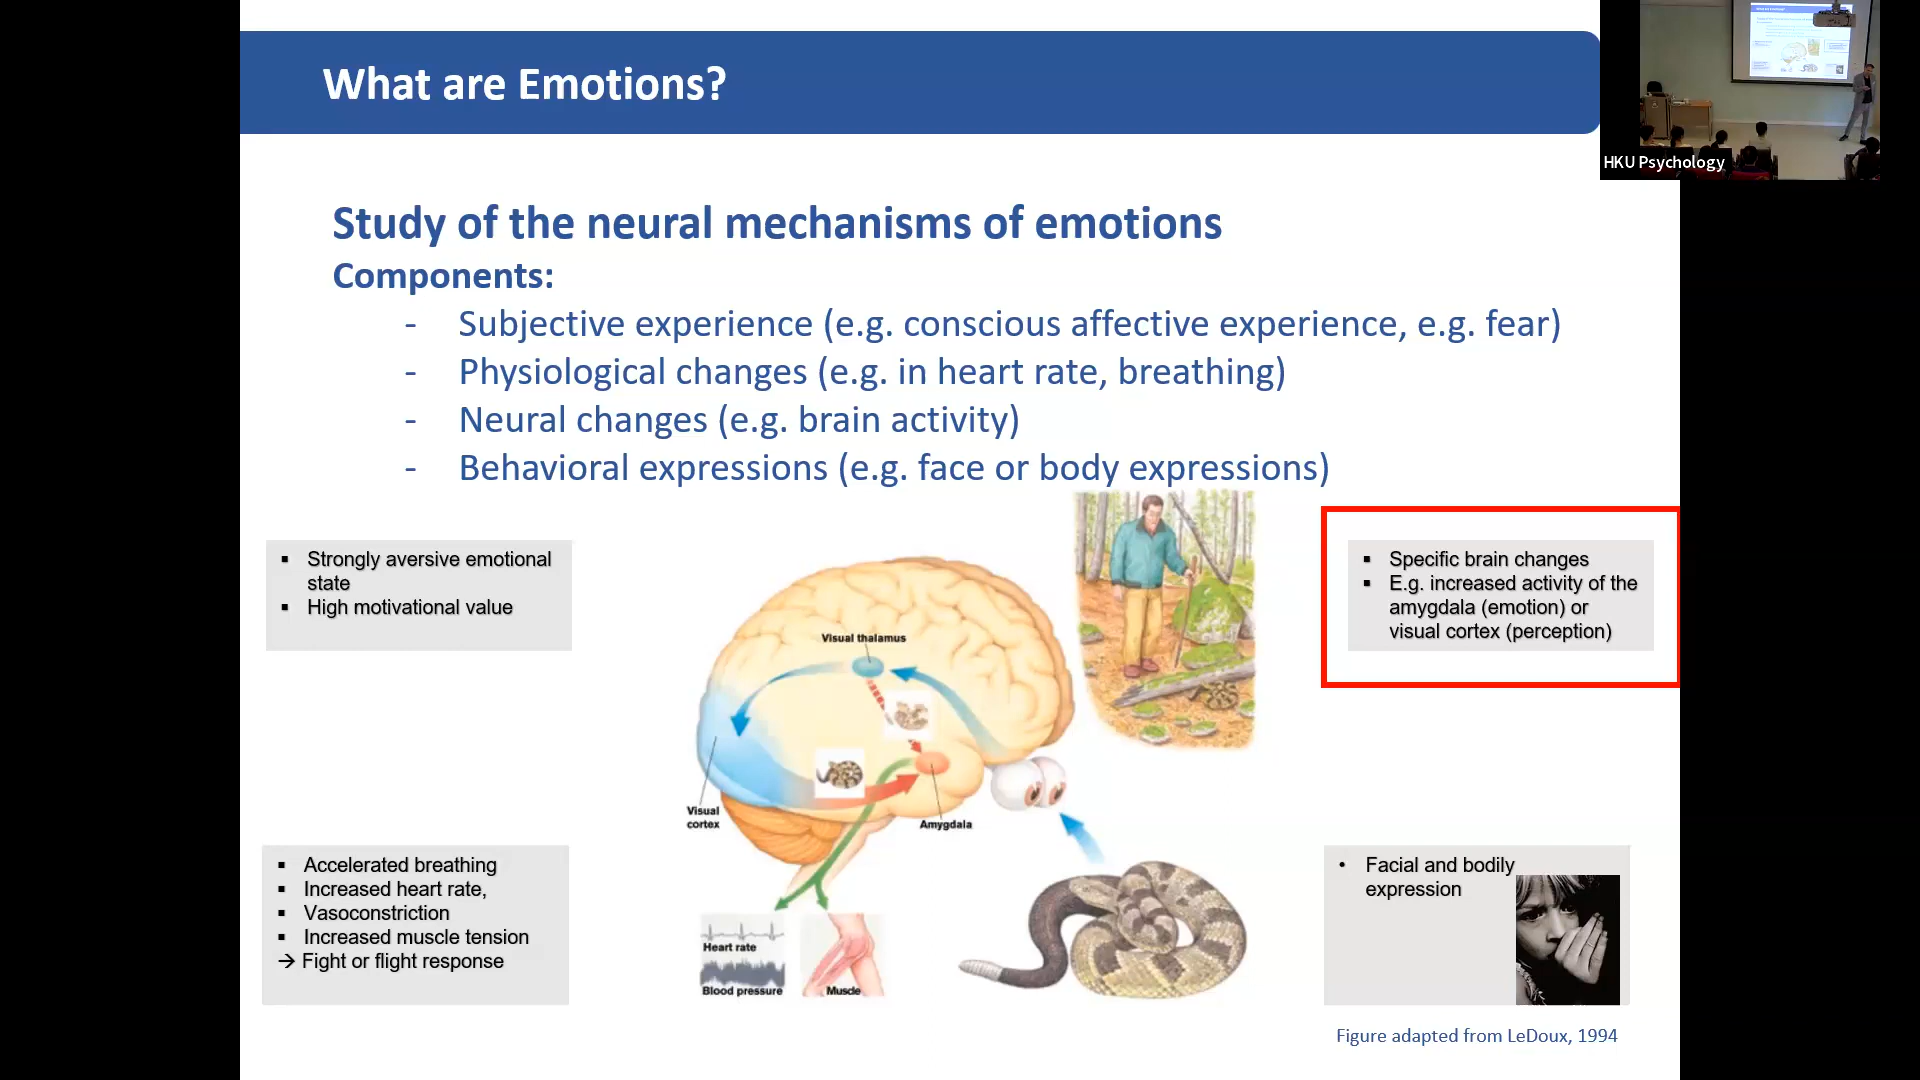 What are Emotions?
HKU Psychology
Study of the neural mechanisms of emotions
Components:
- Subjective experience (e.g. conscious affective experience, e.g. fear)
- Physiological changes (e.g. in heart rate, breathing)
- Neural changes (e.g. brain activity)
- Behavioral expressions (e.g. face or body expressions)
▪ Strongly aversive emotional
state
▪ High motivational value
▪ Specific brain changes
▪ E.g. increased activity of the
amygdala (emotion) or
visual cortex (perception)
Visual thalamus
Visual
cortex
Amygdala
▪ Accelerated breathing
▪ Increased heart rate,
▪ Vasoconstriction
▪ Increased muscle tension
→ Fight or flight response
Heart rate
Blood pressure
Muscle
• Facial and bodily
expression
Figure adapted from LeDoux, 1994